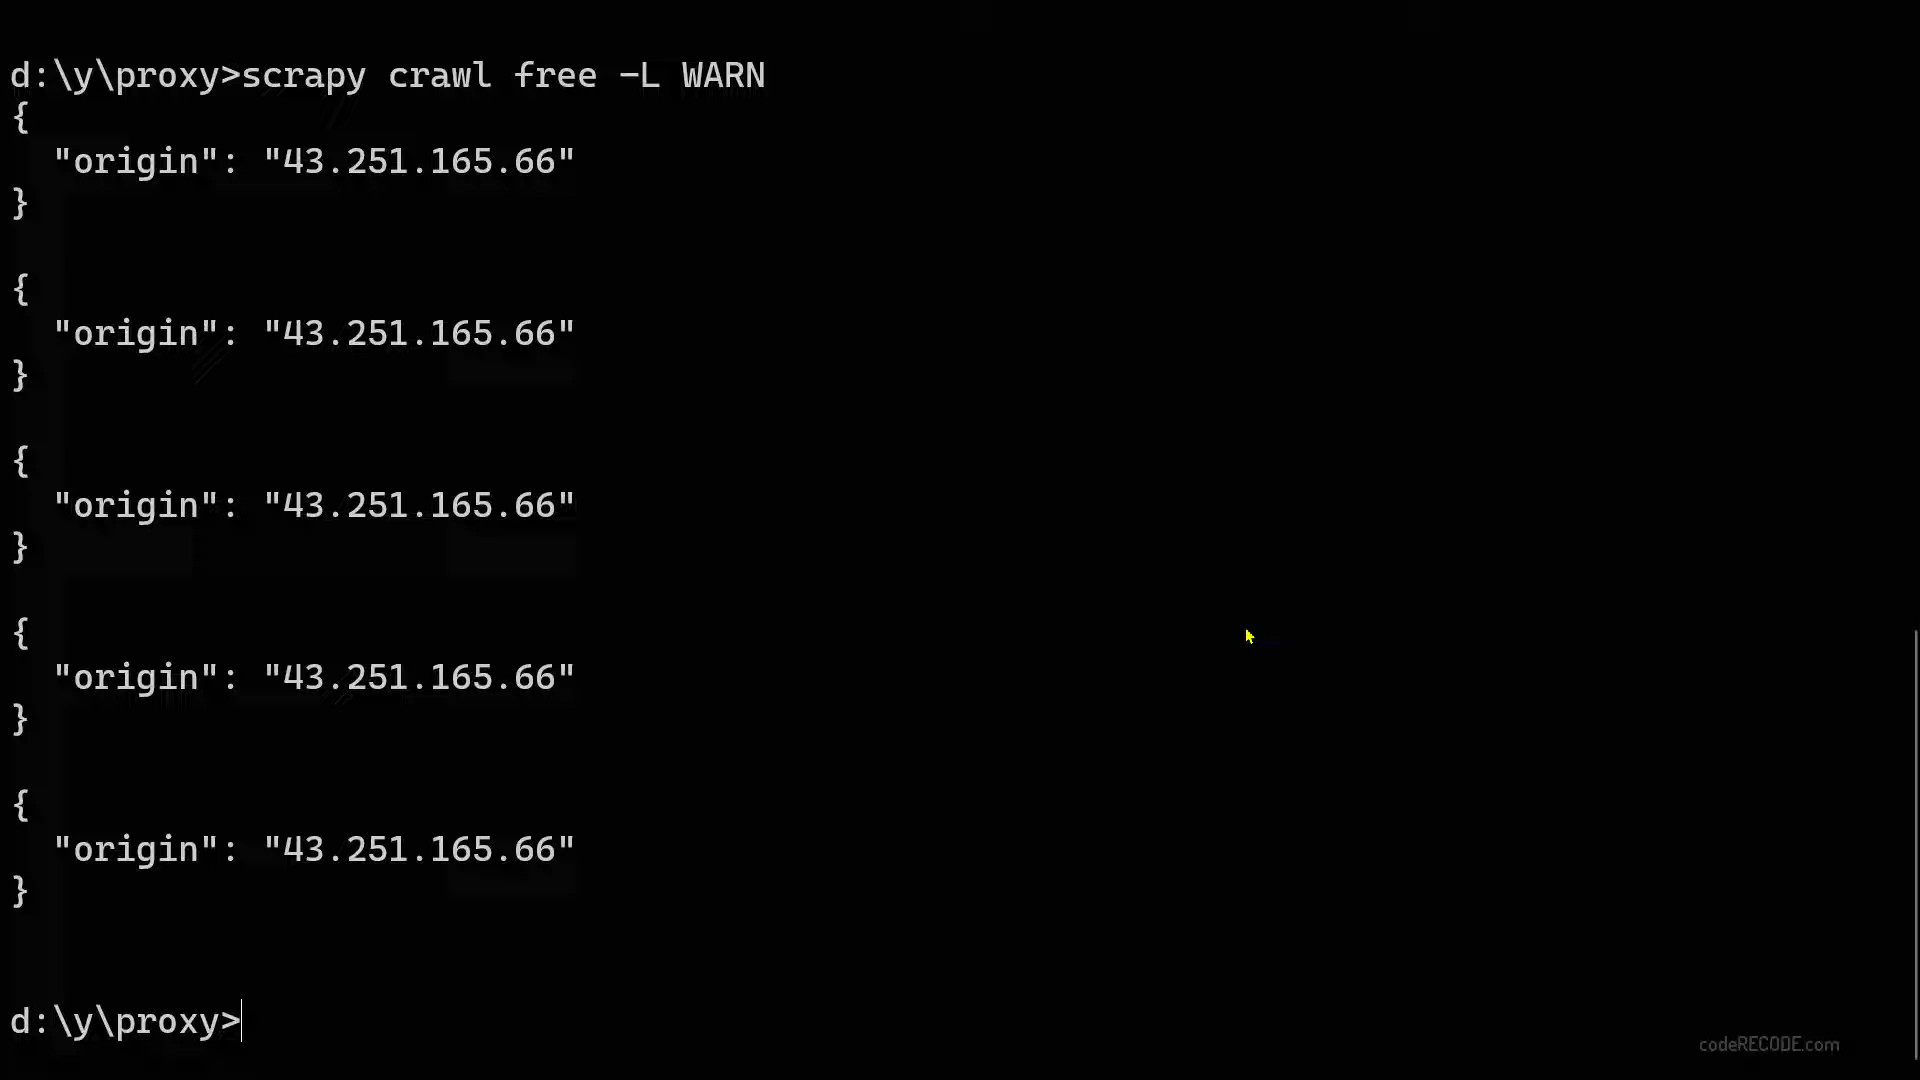 d:\y\proxy>scrapy crawl free -L WARN
{
  "origin": "43.251.165.66"
}
{
  "origin": "43.251.165.66"
}
{
  "origin": "43.251.165.66"
}
{
  "origin": "43.251.165.66"
}
{
  "origin": "43.251.165.66"
}
d:\y\proxy>
codeRECODE.com